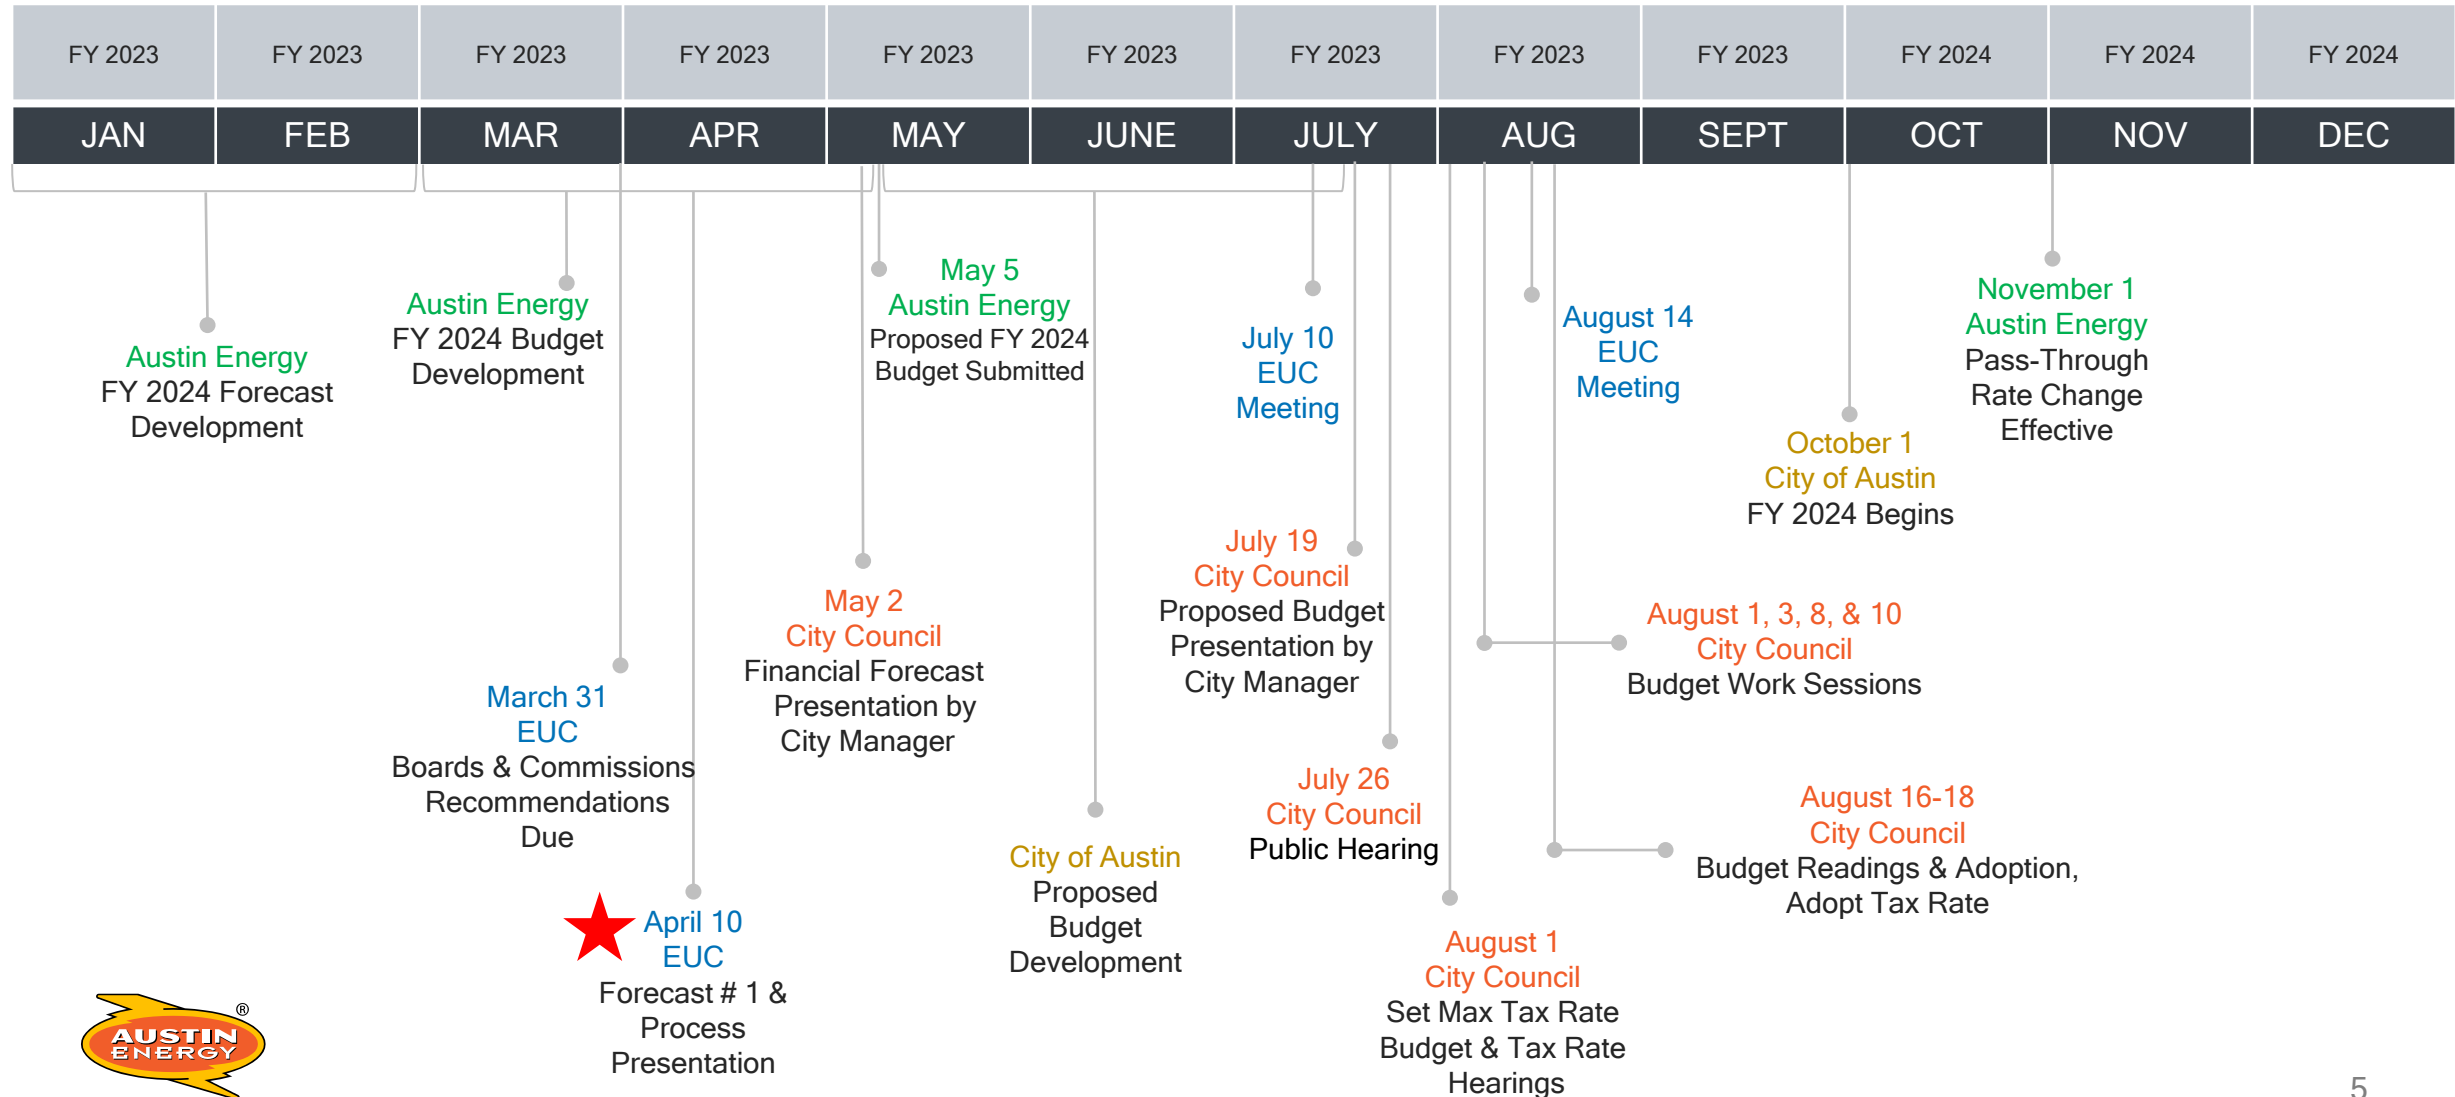 FY 2023 FY 2023 FY 2023 FY 2023 FY 2023 FY 2023 FY 2023 FY 2023 FY 2023 FY 2024 FY 2024 FY 2024
JAN FEB MAR APR MAY JUNE JULY AUG SEPT OCT NOV DEC
Austin Energy
FY 2024 Forecast
Development
Austin Energy
FY 2024 Budget
Development
March 31
EUC
Boards & Commissions
Recommendations
Due
April 10
EUC
Forecast # 1 &
Process
Presentation
May 2
City Council
Financial Forecast
Presentation by
City Manager
May 5
Austin Energy
Proposed FY 2024
Budget Submitted
City of Austin
Proposed
Budget
Development
July 10
EUC
Meeting
July 19
City Council
Proposed Budget
Presentation by
City Manager
July 26
City Council
Public Hearing
August 1
City Council
Set Max Tax Rate
Budget & Tax Rate
Hearings
August 1, 3, 8, & 10
City Council
Budget Work Sessions
August 14
EUC
Meeting
August 16-18
City Council
Budget Readings & Adoption,
Adopt Tax Rate
October 1
City of Austin
FY 2024 Begins
November 1
Austin Energy
Pass-Through
Rate Change
Effective
AUSTIN
ENERGY
®
5